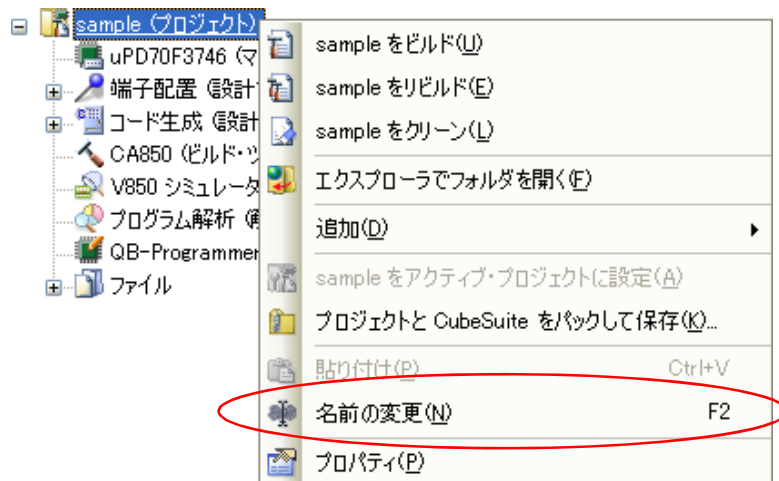 sample (プロジェクト)
uPD70F3746 (マ
端子配置 (設計
コード生成 (設計
CA850 (ビルド・ツ
V850 シミュレータ
プログラム解析 (解
QB-Programmer
ファイル
sample をビルド(U)
sample をリビルド(E)
sample をクリーン(L)
エクスプローラでフォルダを開く(F)
追加(D)
sample をアクティブ・プロジェクトに設定(A)
プロジェクトと CubeSuite をパックして保存(K)...
貼り付け(P) Ctrl+V
名前の変更(N) F2
プロパティ(P)